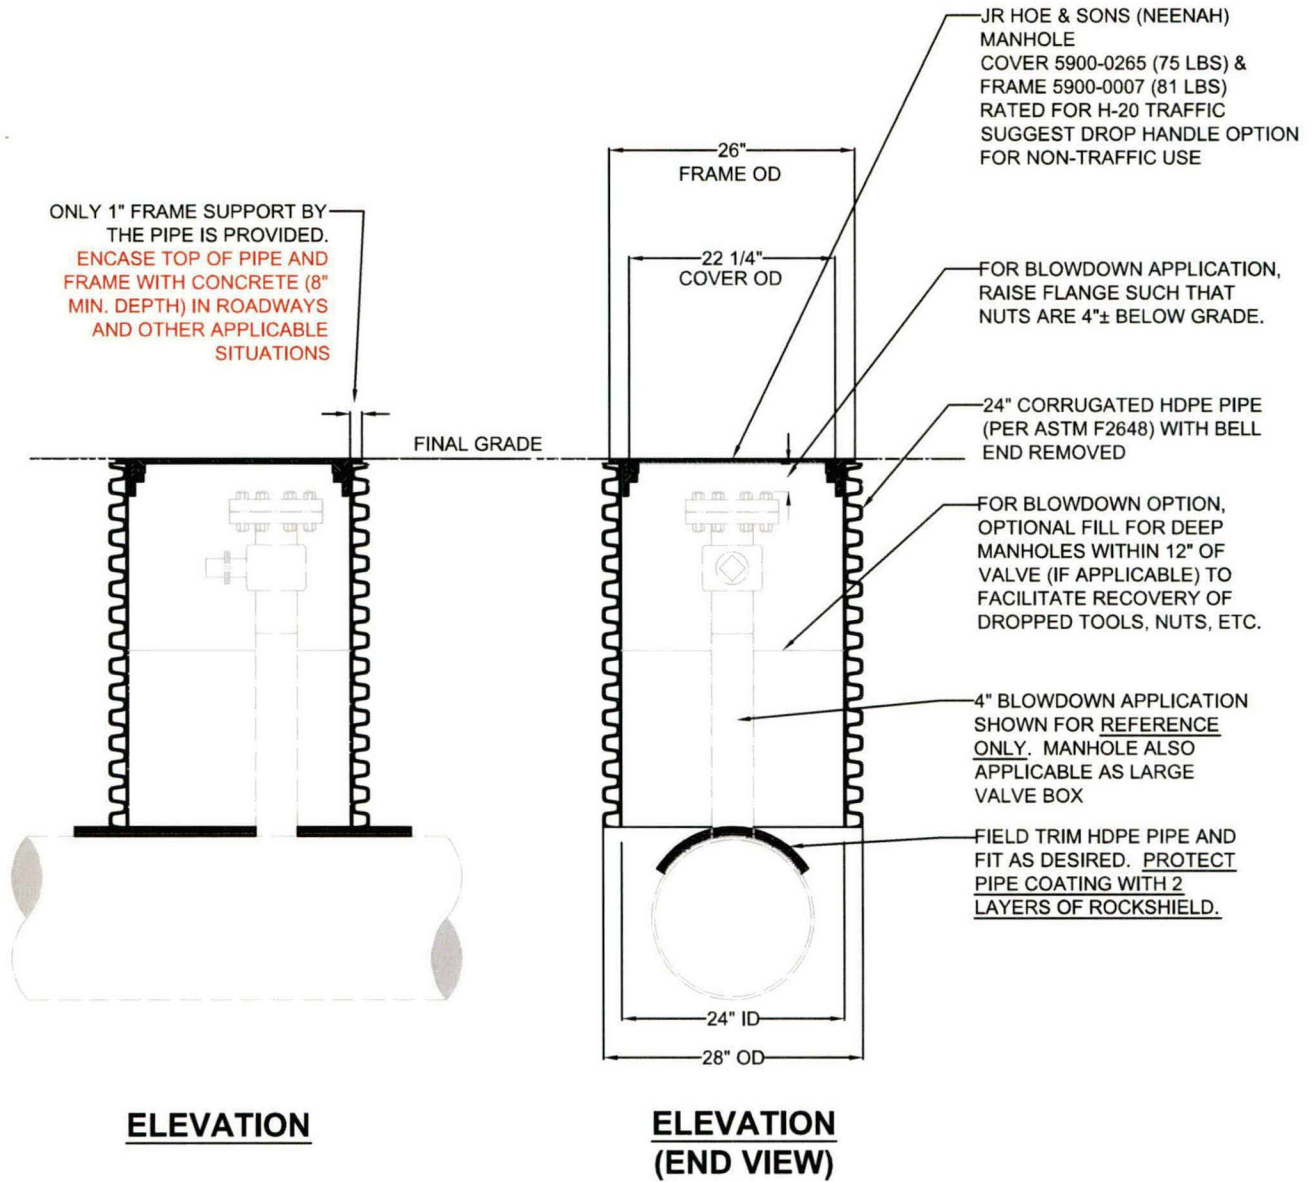 JR HOE & SONS (NEENAH)
MANHOLE
COVER 5900-0265 (75 LBS) &
FRAME 5900-0007 (81 LBS)
RATED FOR H-20 TRAFFIC
SUGGEST DROP HANDLE OPTION
FOR NON-TRAFFIC USE
26"
FRAME OD
ONLY 1" FRAME SUPPORT BY
THE PIPE IS PROVIDED.
ENCASE TOP OF PIPE AND
FRAME WITH CONCRETE (8"
MIN. DEPTH) IN ROADWAYS
AND OTHER APPLICABLE
SITUATIONS
22 1/4"
COVER OD
FOR BLOWDOWN APPLICATION,
RAISE FLANGE SUCH THAT
NUTS ARE 4"± BELOW GRADE.
24" CORRUGATED HDPE PIPE
(PER ASTM F2648) WITH BELL
END REMOVED
FINAL GRADE
FOR BLOWDOWN OPTION,
OPTIONAL FILL FOR DEEP
MANHOLES WITHIN 12" OF
VALVE (IF APPLICABLE) TO
FACILITATE RECOVERY OF
DROPPED TOOLS, NUTS, ETC.
4" BLOWDOWN APPLICATION
SHOWN FOR REFERENCE
ONLY. MANHOLE ALSO
APPLICABLE AS LARGE
VALVE BOX
FIELD TRIM HDPE PIPE AND
FIT AS DESIRED. PROTECT
PIPE COATING WITH 2
LAYERS OF ROCKSHIELD.
24" ID
28" OD
ELEVATION
ELEVATION
(END VIEW)